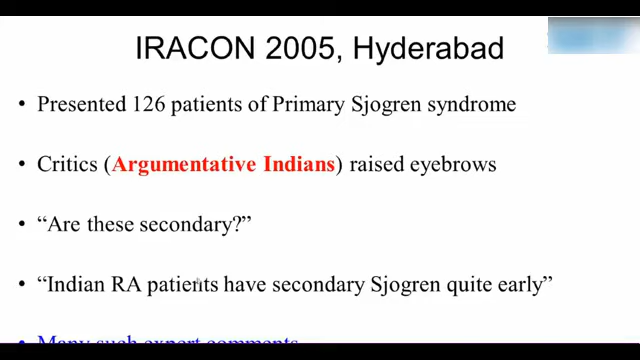 IRACON 2005, Hyderabad
• Presented 126 patients of Primary Sjogren syndrome
• Critics (Argumentative Indians) raised eyebrows
• “Are these secondary?”
• “Indian RA patients have secondary Sjogren quite early”
• Many such expert comments